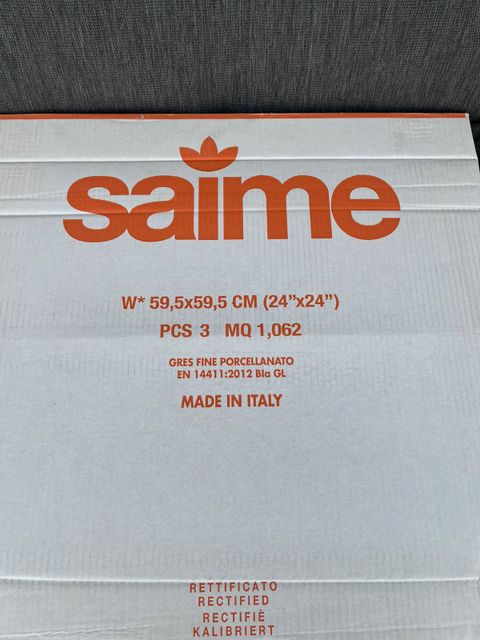 saime
W* 59,5x59,5 CM (24”x24”)
PCS 3 MQ 1,062
GRES FINE PORCELLANATO
EN 14411:2012 BIa GL
MADE IN ITALY
RETTIFICATO
RECTIFIED
RECTIFIÈ
KALIBRIERT